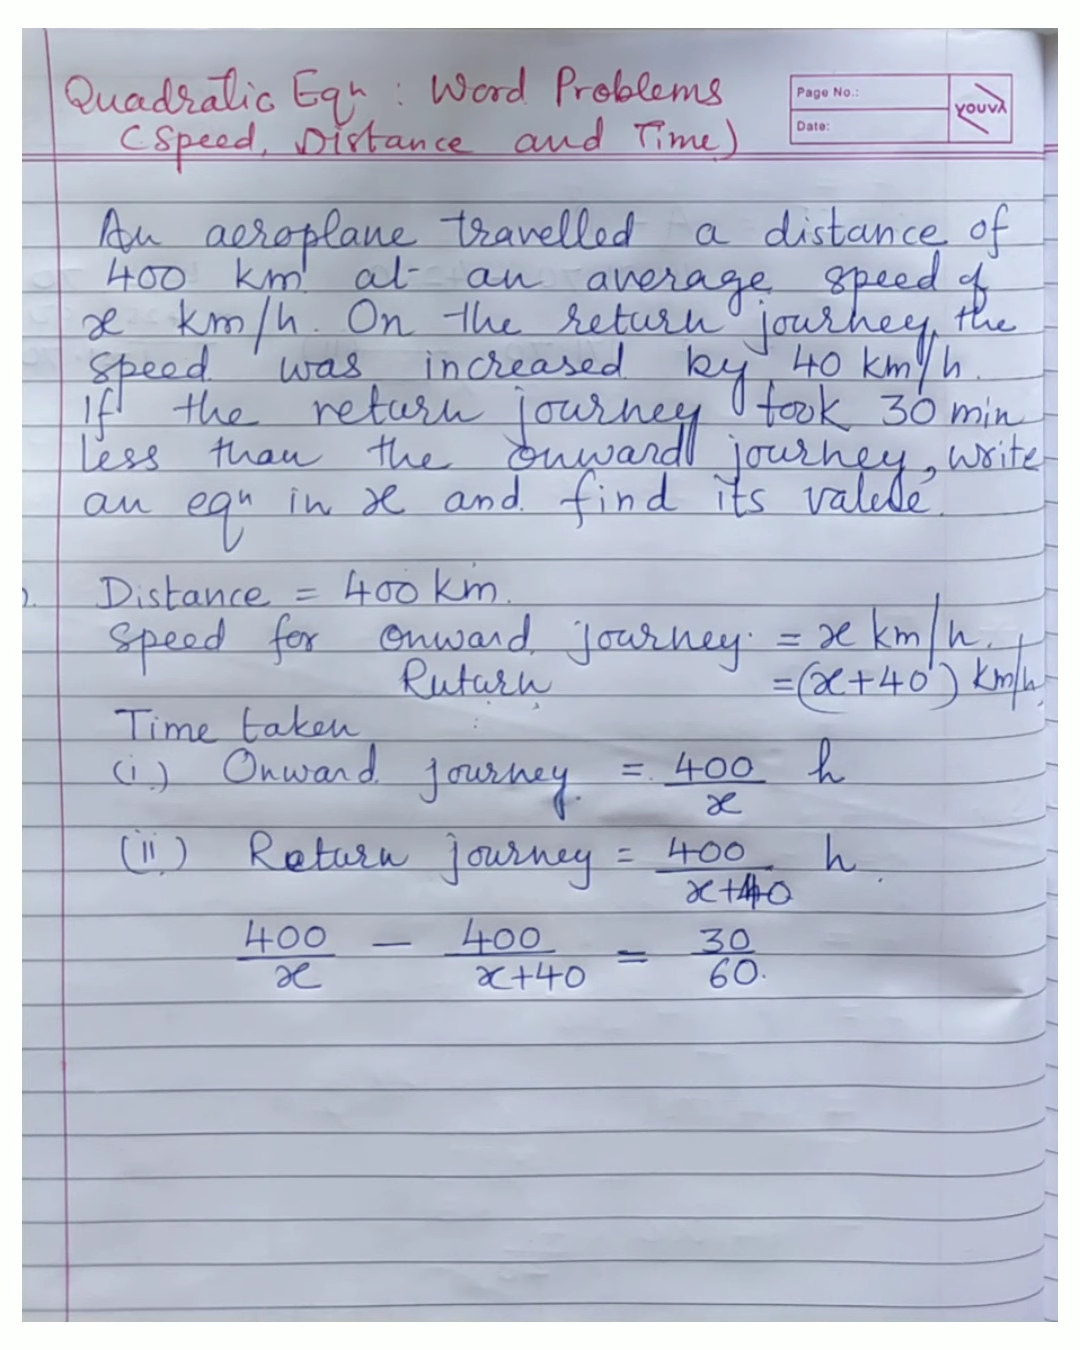 Quadratic Eqn : Word Problems
(Speed, Distance and Time)
Page No.:
Date:
YOUVA
An aeroplane travelled a distance of
400 km at an average speed of
x km/h. On the return journey, the
speed was increased by 40 km/h.
If the return journey took 30 min
less than the onward journey, write
an eqn in x and find its value.
Distance = 400 km.
Speed for onward journey = x km/h.
Ruturn = (x+40) km/h.
Time taken
(i) Onward journey = 400/x h
(ii) Return journey = 400/x+40 h.
400/x - 400/x+40 = 30/60.